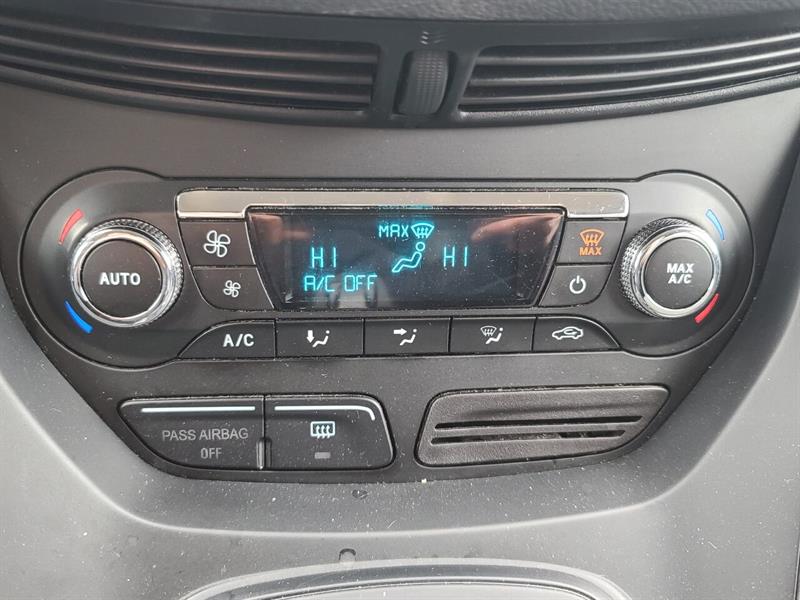 MAX
HI HI
A/C OFF
AUTO
MAX
MAX
A/C
A/C
PASS AIRBAG
OFF